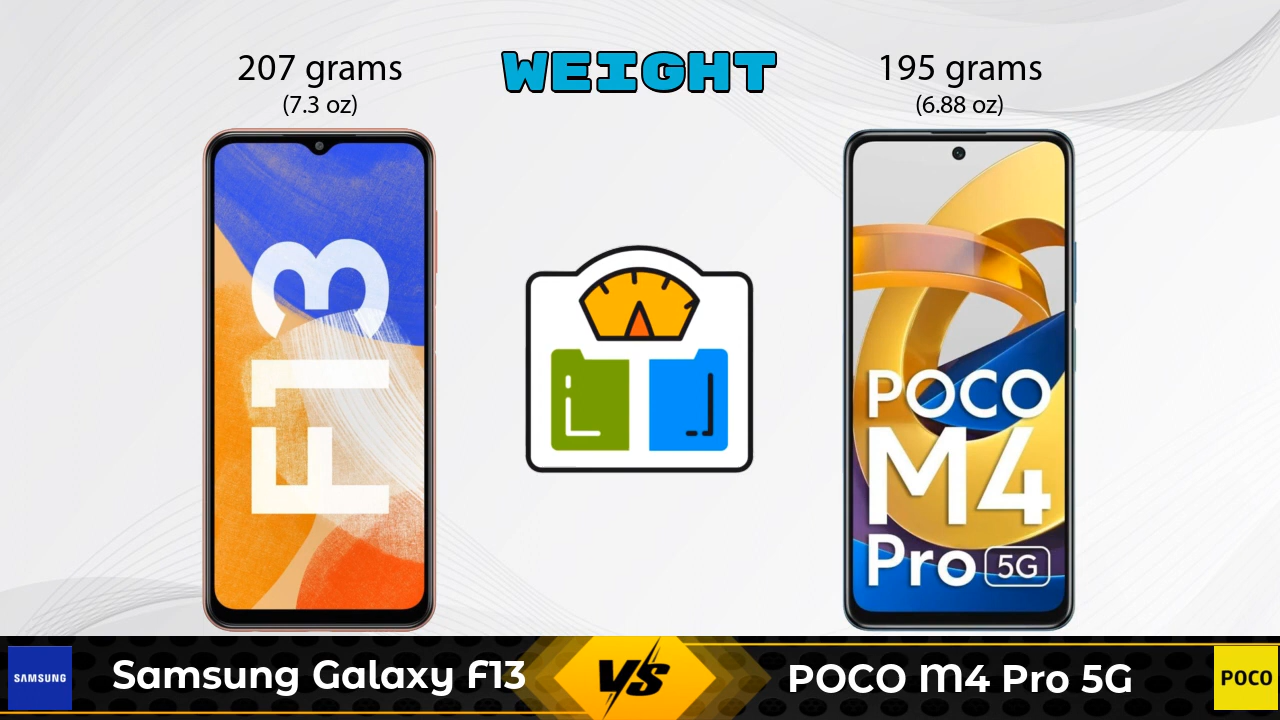 WEIGHT
207 grams
(7.3 oz)
195 grams
(6.88 oz)
F13
POCO
M4
Pro 5G
SAMSUNG
Samsung Galaxy F13
VS
POCO M4 Pro 5G
POCO